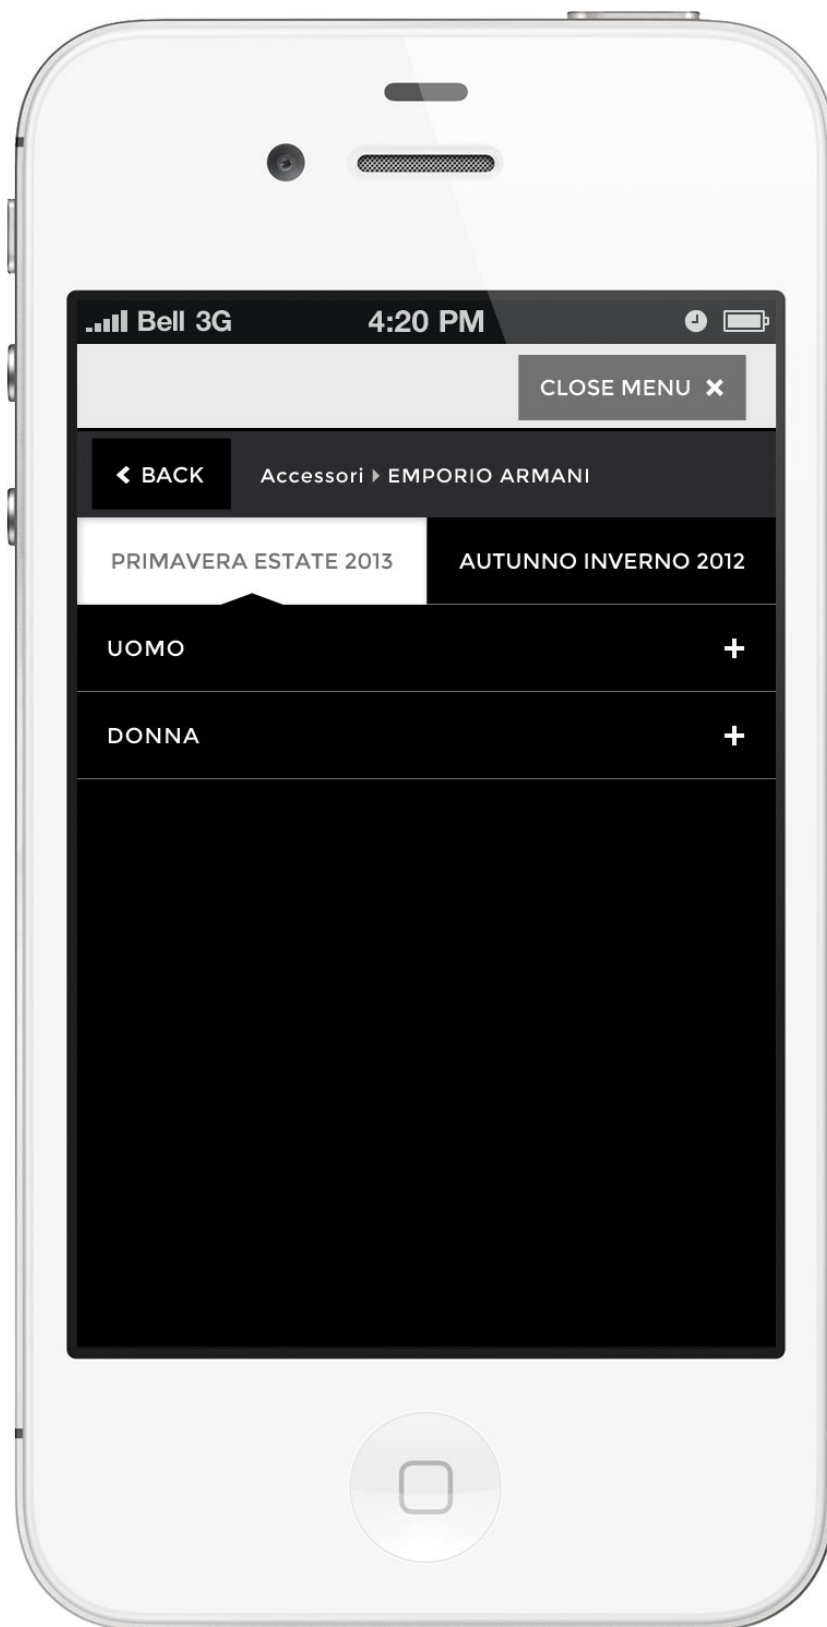 Bell 3G 4:20 PM
CLOSE MENU
BACK Accessori EMPORIO ARMANI
PRIMAVERA ESTATE 2013 AUTUNNO INVERNO 2012
UOMO +
DONNA +